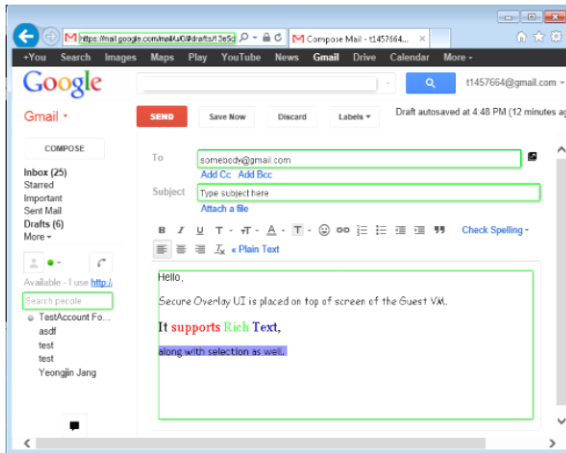 https://mail.google.com/mail/u/0/#drafts/13e5c
Compose Mail - t1457664...
+You Search Images Maps Play YouTube News Gmail Drive Calendar More -
Google
t1457664@gmail.com
Gmail
SEND Save Now Discard Labels Draft autosaved at 4:48 PM (12 minutes ag
COMPOSE
To somebody@gmail.com
Add Cc Add Bcc
Inbox (25)
Starred
Important
Sent Mail
Drafts (6)
More
Subject Type subject here
Attach a file
B I U T - T - A - T - Check Spelling -
« Plain Text
Available - I use http:/
Search people...
TestAccount Fo...
asdf
test
test
Yeongjin Jang
Hello,
Secure Overlay UI is placed on top of screen of the Guest VM.
It supports Rich Text,
along with selection as well.